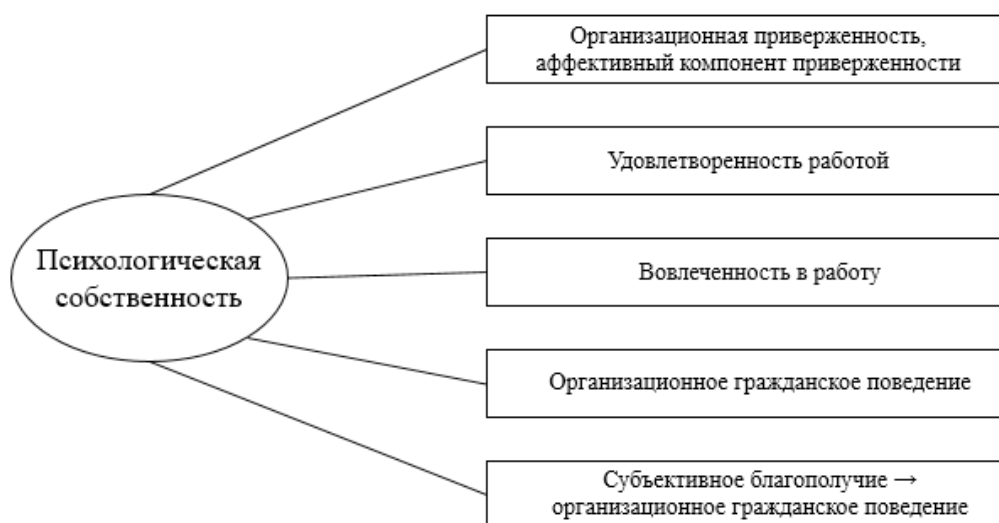 Организационная приверженность,
аффективный компонент приверженности
Удовлетворенность работой
Психологическая
собственность
Вовлеченность в работу
Организационное гражданское поведение
Субъективное благополучие →
организационное гражданское поведение